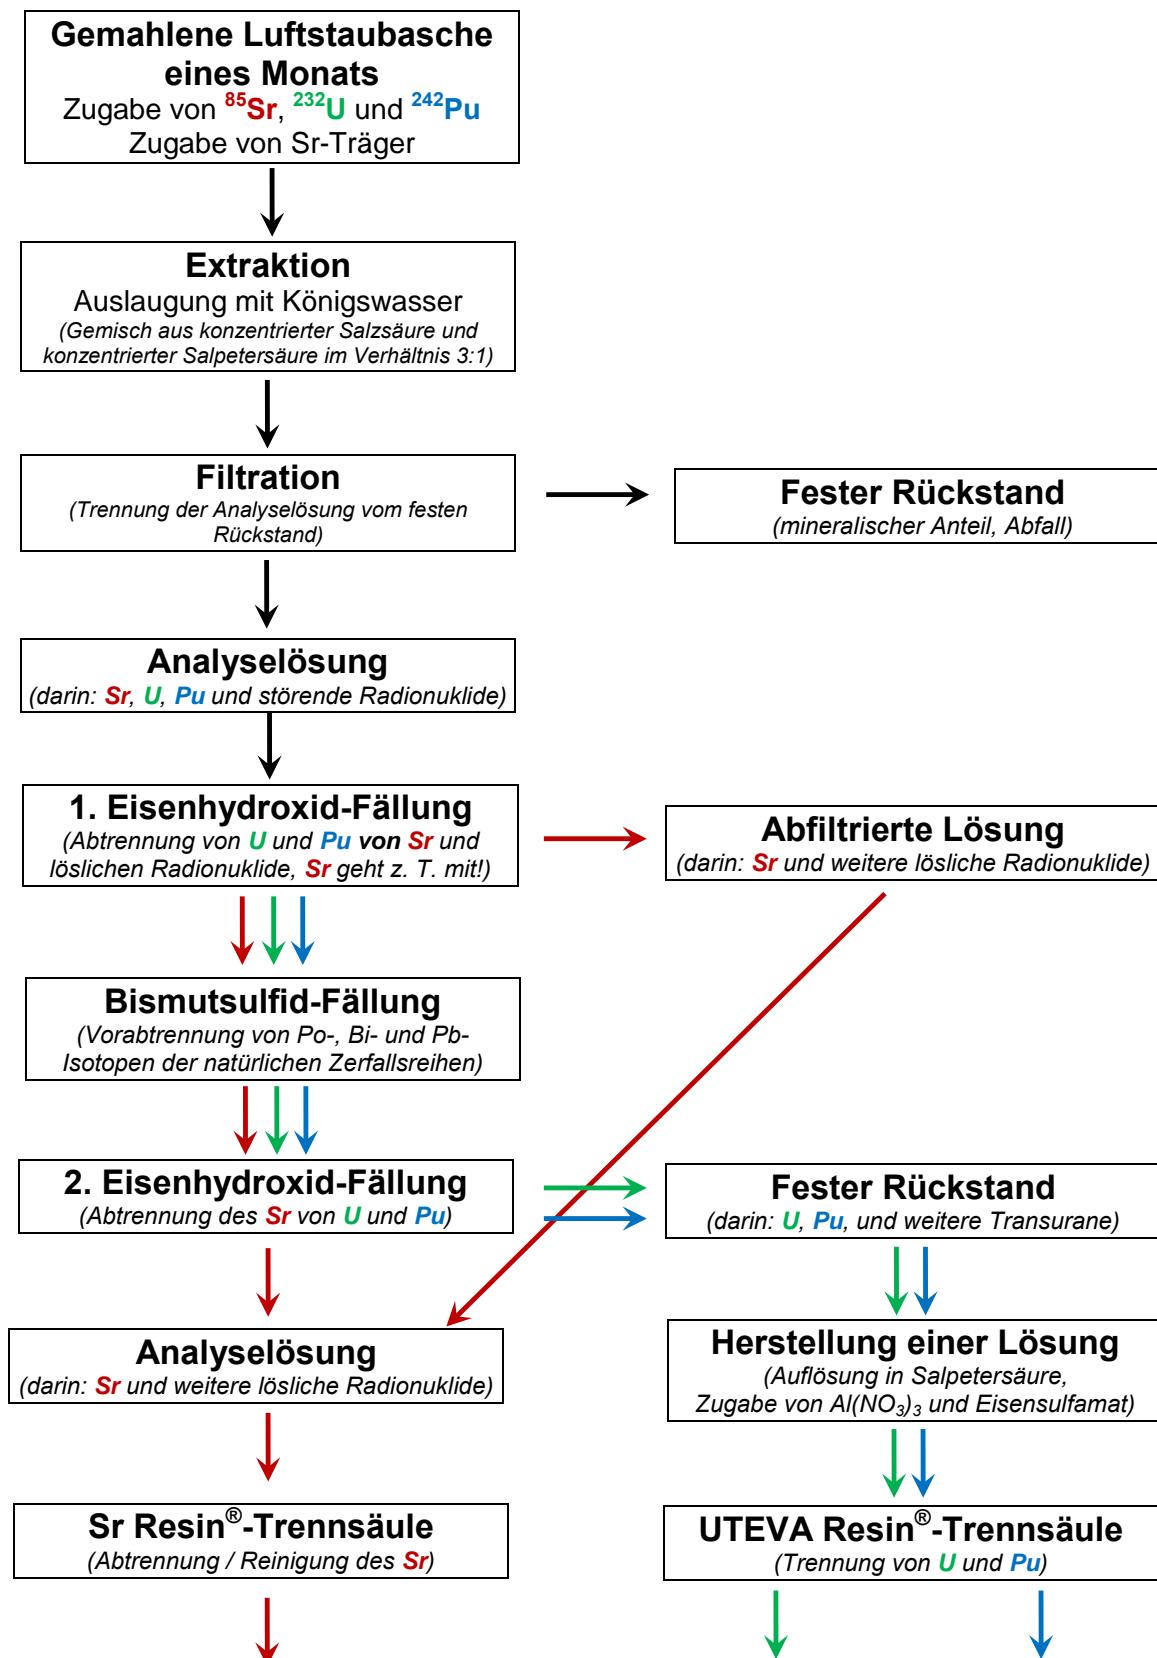 Gemahlene Luftstaubasche
eines Monats
Zugabe von ⁸⁵Sr, ²³²U und ²⁴²Pu
Zugabe von Sr-Träger
Extraktion
Auslaugung mit Königswasser
(Gemisch aus konzentrierter Salzsäure und
konzentrierter Salpetersäure im Verhältnis 3:1)
Filtration
(Trennung der Analyselösung vom festen
Rückstand)
Fester Rückstand
(mineralischer Anteil, Abfall)
Analyselösung
(darin: Sr, U, Pu und störende Radionuklide)
1. Eisenhydroxid-Fällung
(Abtrennung von U und Pu von Sr und
löslichen Radionuklide, Sr geht z. T. mit!)
Abfiltrierte Lösung
(darin: Sr und weitere lösliche Radionuklide)
Bismutsulfid-Fällung
(Vorabtrennung von Po-, Bi- und Pb-
Isotopen der natürlichen Zerfallsreihen)
2. Eisenhydroxid-Fällung
(Abtrennung des Sr von U und Pu)
Fester Rückstand
(darin: U, Pu, und weitere Transurane)
Analyselösung
(darin: Sr und weitere lösliche Radionuklide)
Herstellung einer Lösung
(Auflösung in Salpetersäure,
Zugabe von Al(NO₃)₃ und Eisensulfamat)
Sr Resin®-Trennsäule
(Abtrennung / Reinigung des Sr)
UTEVA Resin®-Trennsäule
(Trennung von U und Pu)